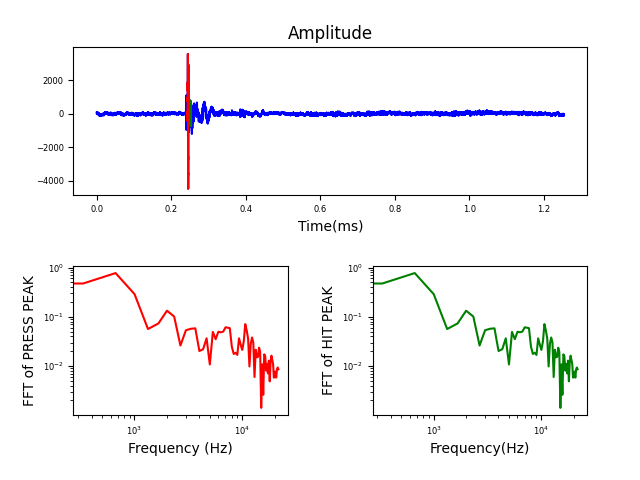 Amplitude
2000
0
−2000
−4000
0.0 0.2 0.4 0.6 0.8 1.0 1.2
Time(ms)
FFT of PRESS PEAK
10⁰
10⁻¹
10⁻²
10³ 10⁴
Frequency (Hz)
FFT of HIT PEAK
10⁰
10⁻¹
10⁻²
10³ 10⁴
Frequency(Hz)